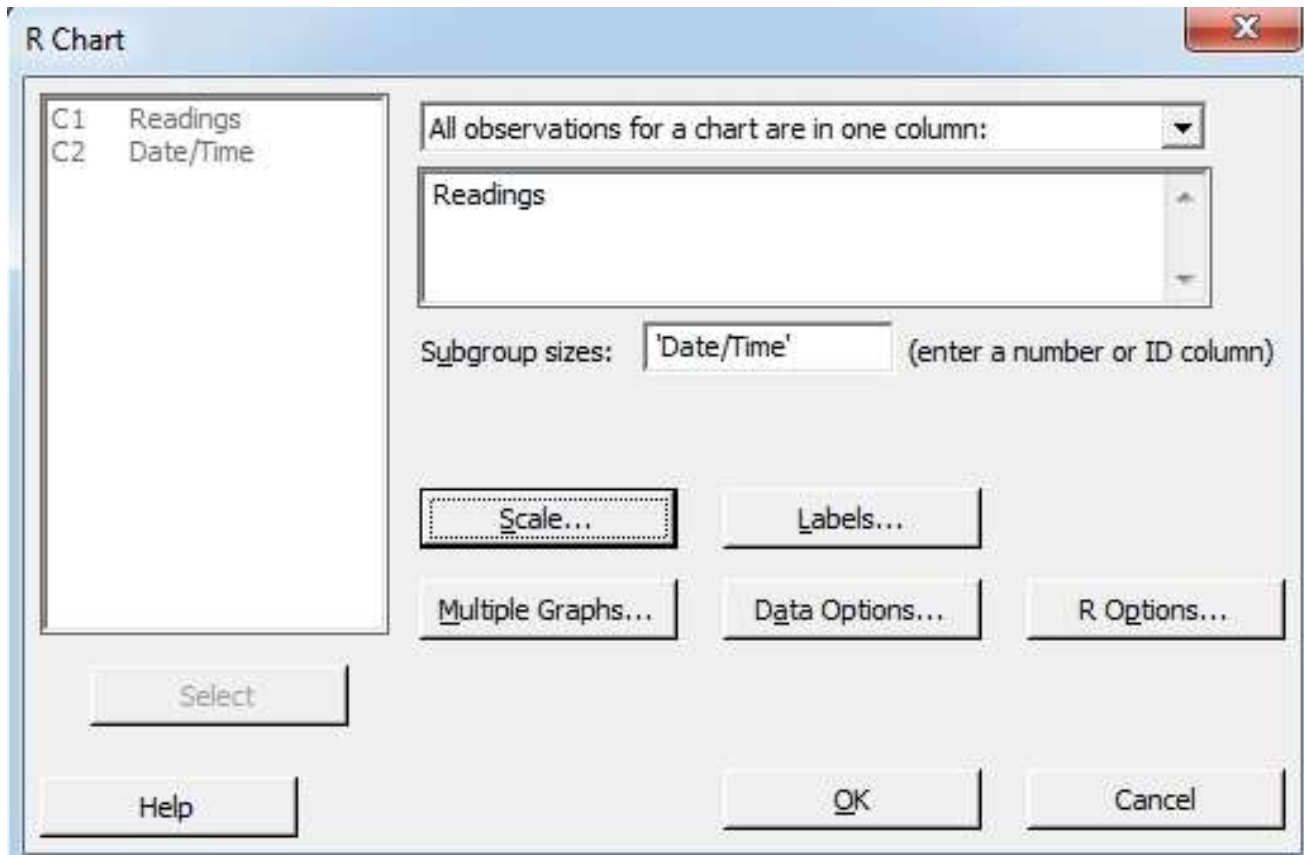 R Chart
C1 Readings
C2 Date/Time
All observations for a chart are in one column:
Readings
Subgroup sizes: 'Date/Time' (enter a number or ID column)
Scale... Labels...
Multiple Graphs... Data Options... R Options...
Select
Help OK Cancel